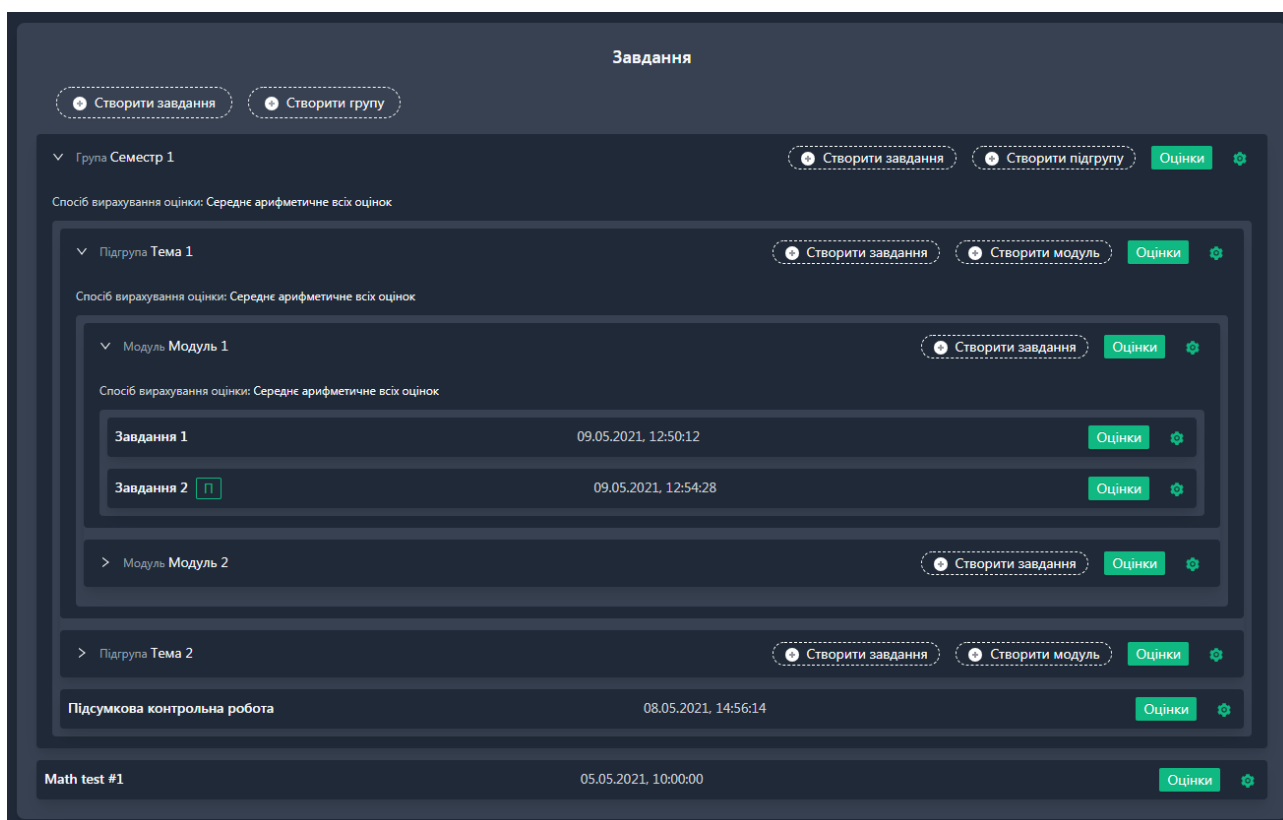 Завдання
Створити завдання Створити групу
Група Семестр 1 Створити завдання Створити підгрупу Оцінки
Спосіб вирахування оцінки: Середнє арифметичне всіх оцінок
Підгрупа Тема 1 Створити завдання Створити модуль Оцінки
Спосіб вирахування оцінки: Середнє арифметичне всіх оцінок
Модуль Модуль 1 Створити завдання Оцінки
Спосіб вирахування оцінки: Середнє арифметичне всіх оцінок
Завдання 1 09.05.2021, 12:50:12 Оцінки
Завдання 2 П 09.05.2021, 12:54:28 Оцінки
Модуль Модуль 2 Створити завдання Оцінки
Підгрупа Тема 2 Створити завдання Створити модуль Оцінки
Підсумкова контрольна робота 08.05.2021, 14:56:14 Оцінки
Math test #1 05.05.2021, 10:00:00 Оцінки